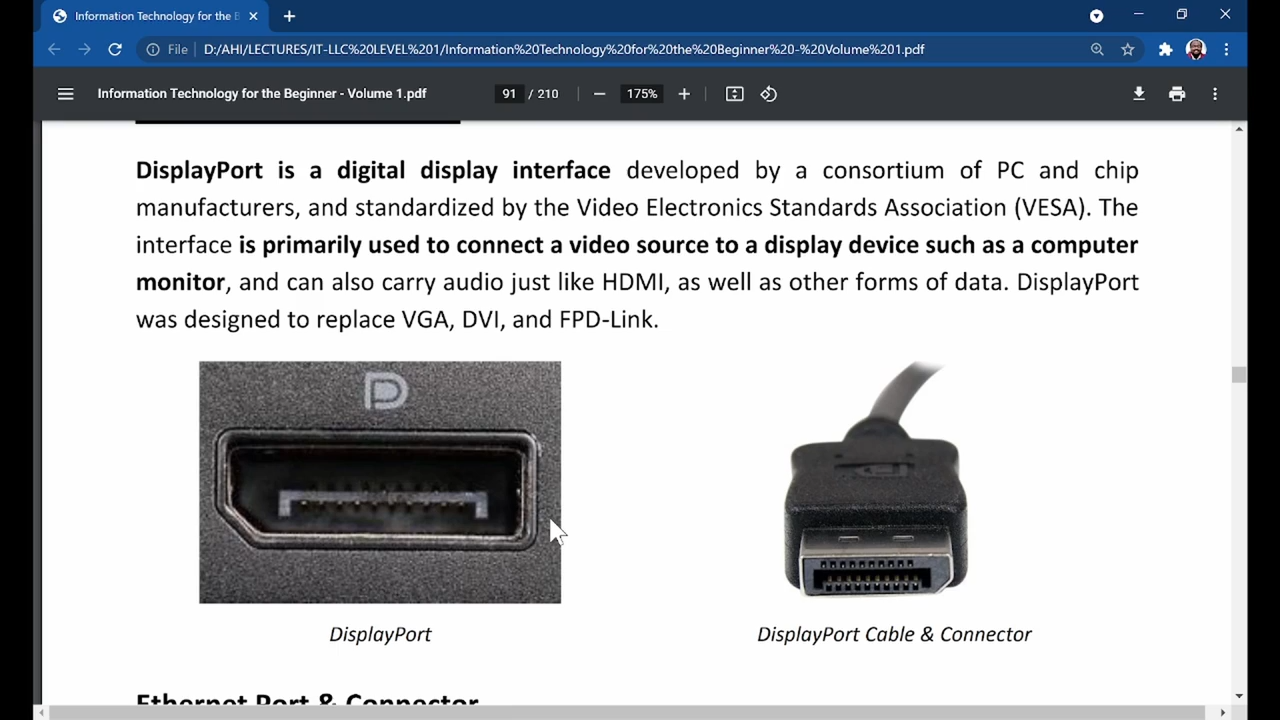 Information Technology for the B
File D:/AHI/LECTURES/IT-LLC%20LEVEL%201/Information%20Technology%20for%20the%20Beginner%20-%20Volume%201.pdf
Information Technology for the Beginner - Volume 1.pdf 91 / 210 175%
DisplayPort is a digital display interface developed by a consortium of PC and chip
manufacturers, and standardized by the Video Electronics Standards Association (VESA). The
interface is primarily used to connect a video source to a display device such as a computer
monitor, and can also carry audio just like HDMI, as well as other forms of data. DisplayPort
was designed to replace VGA, DVI, and FPD-Link.
DisplayPort
DisplayPort Cable & Connector
Ethernet Port & Connector